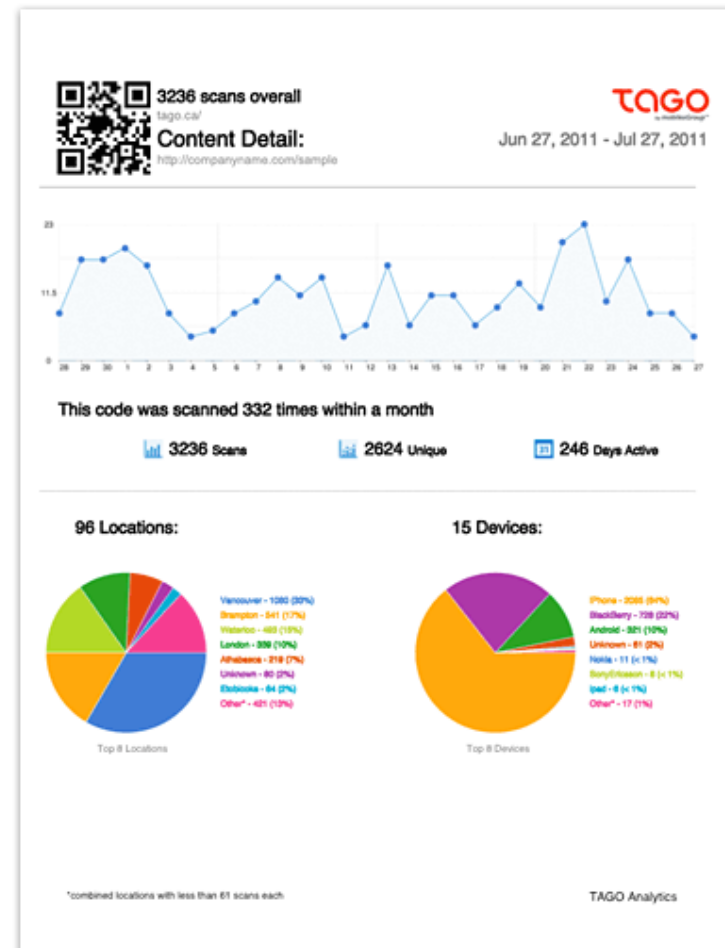 3236 scans overall
tago.ca/
Content Detail:
http://companyname.com/sample
TAGO
Jun 27, 2011 - Jul 27, 2011
23
11.5
0
28 29 30 1 2 3 4 5 6 7 8 9 10 11 12 13 14 15 16 17 18 19 20 21 22 23 24 25 26 27
This code was scanned 332 times within a month
3236 Scans
2624 Unique
31
246 Days Active
96 Locations:
15 Devices:
Vancouver - 1080 (33%)
Brampton - 541 (17%)
Waterloo - (15%)
London - 339 (10%)
Athabasca - 219 (7%)
Unknown - (2%)
Etobicoke - 64 (2%)
Other* - 421 (13%)
Top 8 Locations
iPhone - (64%)
BlackBerry - (22%)
Android - 321 (10%)
Unknown - 61 (2%)
Nokia - 11 (< 1%)
SonyEricsson - (< 1%)
ipad - 6 (< 1%)
Other* - 17 (1%)
Top 8 Devices
*combined locations with less than 61 scans each
TAGO Analytics